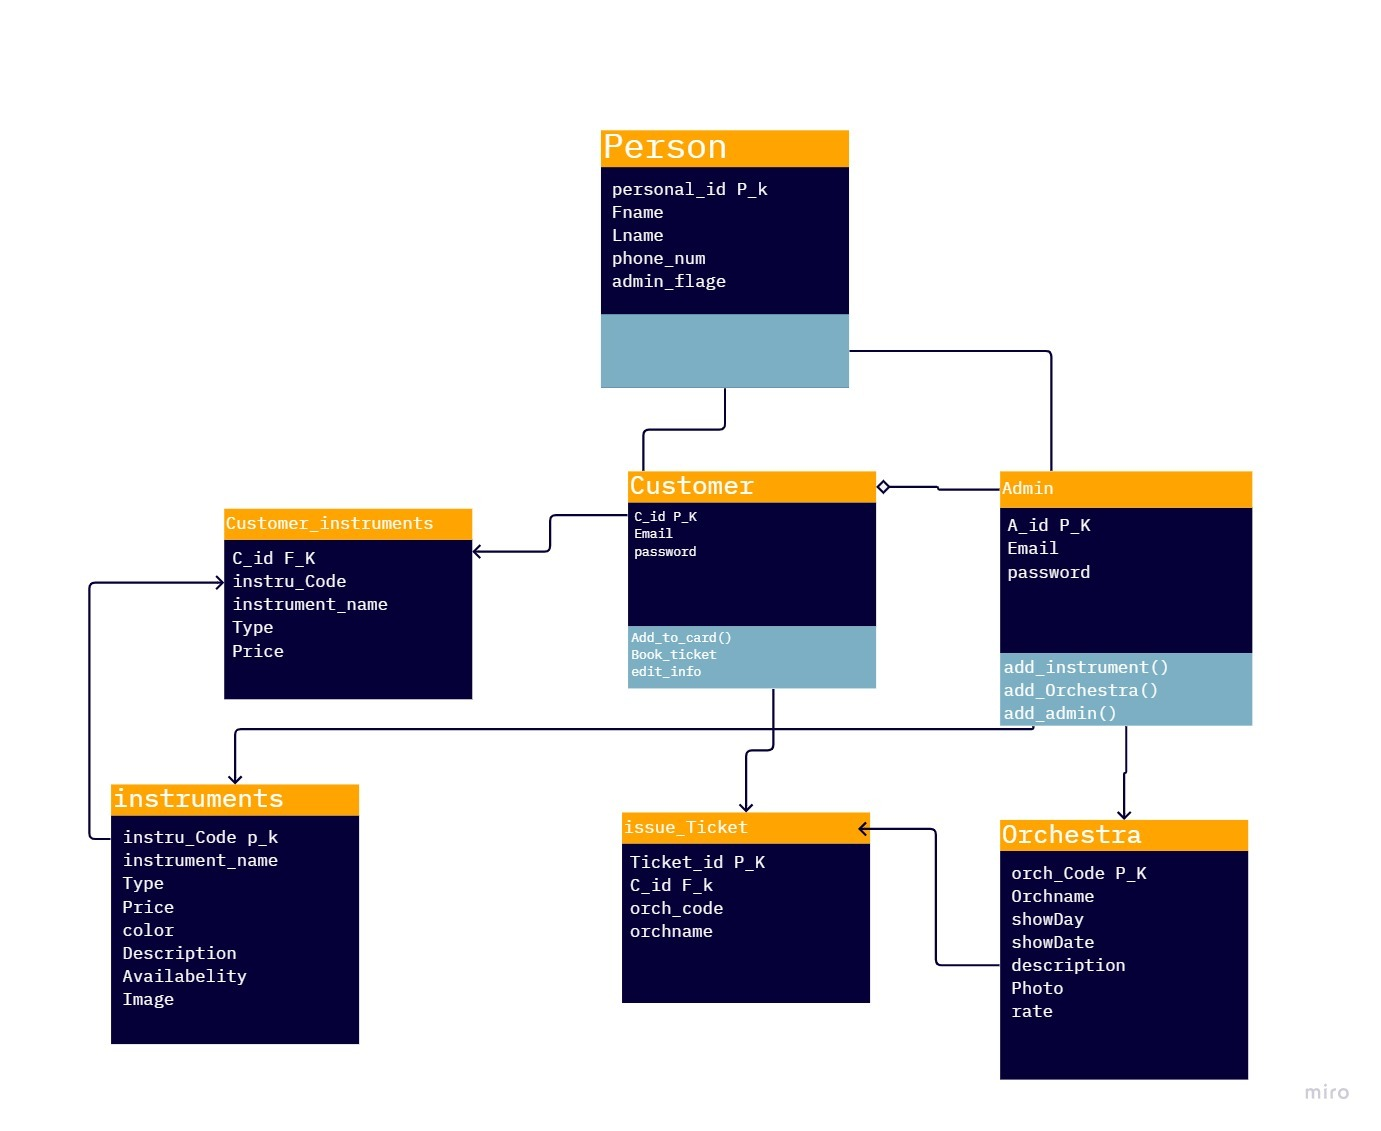 Person
personal_id P_k
Fname
Lname
phone_num
admin_flage
Customer
C_id P_K
Email
password
Add_to_card()
Book_ticket
edit_info
Admin
A_id P_K
Email
password
add_instrument()
add_Orchestra()
add_admin()
Customer_instruments
C_id F_K
instru_Code
instrument_name
Type
Price
instruments
instru_Code p_k
instrument_name
Type
Price
color
Description
Availabelity
Image
issue_Ticket
Ticket_id P_K
C_id F_k
orch_code
orchname
Orchestra
orch_Code P_K
Orchname
showDay
showDate
description
Photo
rate
miro